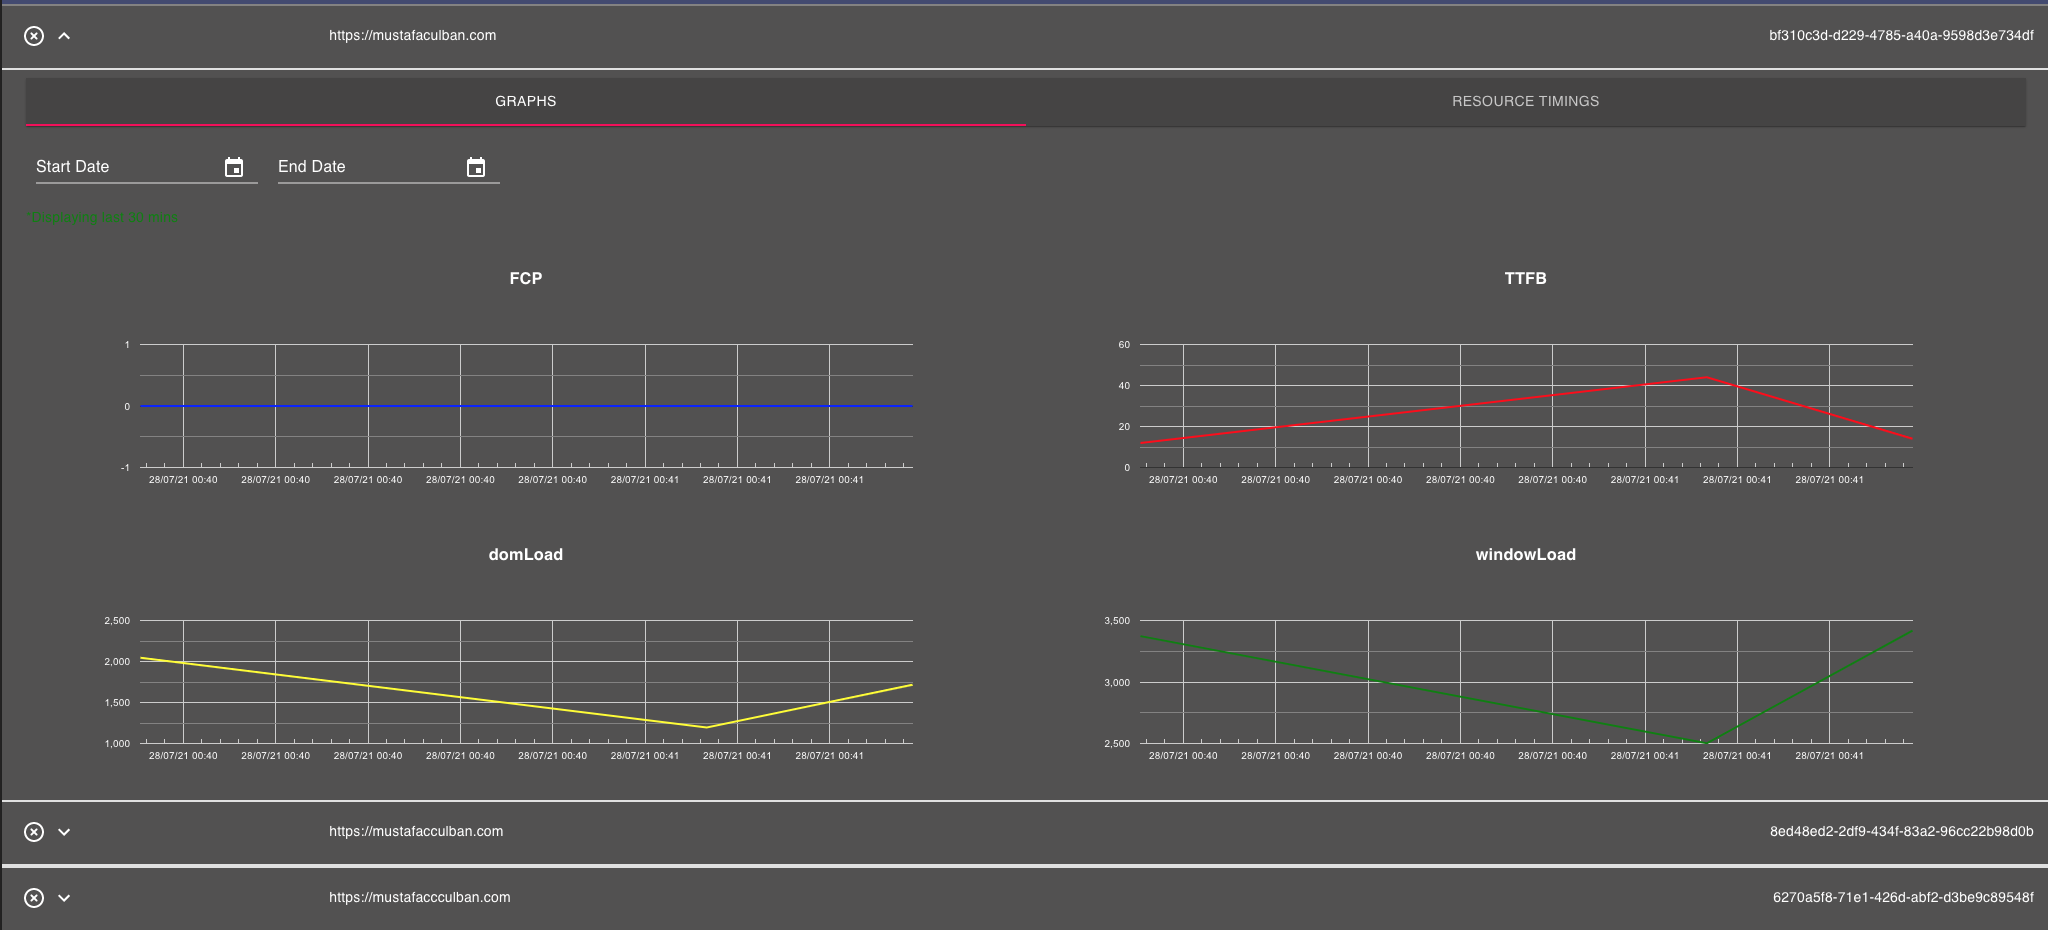 https://mustafaculban.com bf310c3d-d229-4785-a40a-9598d3e734df
GRAPHS RESOURCE TIMINGS
Start Date End Date
FCP TTFB
1
0
-1
28/07/21 00:40 28/07/21 00:40 28/07/21 00:40 28/07/21 00:40 28/07/21 00:40 28/07/21 00:41 28/07/21 00:41 28/07/21 00:41
60
40
20
0
28/07/21 00:40 28/07/21 00:40 28/07/21 00:40 28/07/21 00:40 28/07/21 00:40 28/07/21 00:41 28/07/21 00:41 28/07/21 00:41
domLoad windowLoad
2,500
2,000
1,500
1,000
28/07/21 00:40 28/07/21 00:40 28/07/21 00:40 28/07/21 00:40 28/07/21 00:40 28/07/21 00:41 28/07/21 00:41 28/07/21 00:41
3,500
3,000
2,500
28/07/21 00:40 28/07/21 00:40 28/07/21 00:40 28/07/21 00:40 28/07/21 00:40 28/07/21 00:41 28/07/21 00:41 28/07/21 00:41
https://mustafacculban.com 8ed48ed2-2df9-434f-83a2-96cc22b98d0b
https://mustafaccculban.com 6270a5f8-71e1-426d-abf2-d3be9c89548f